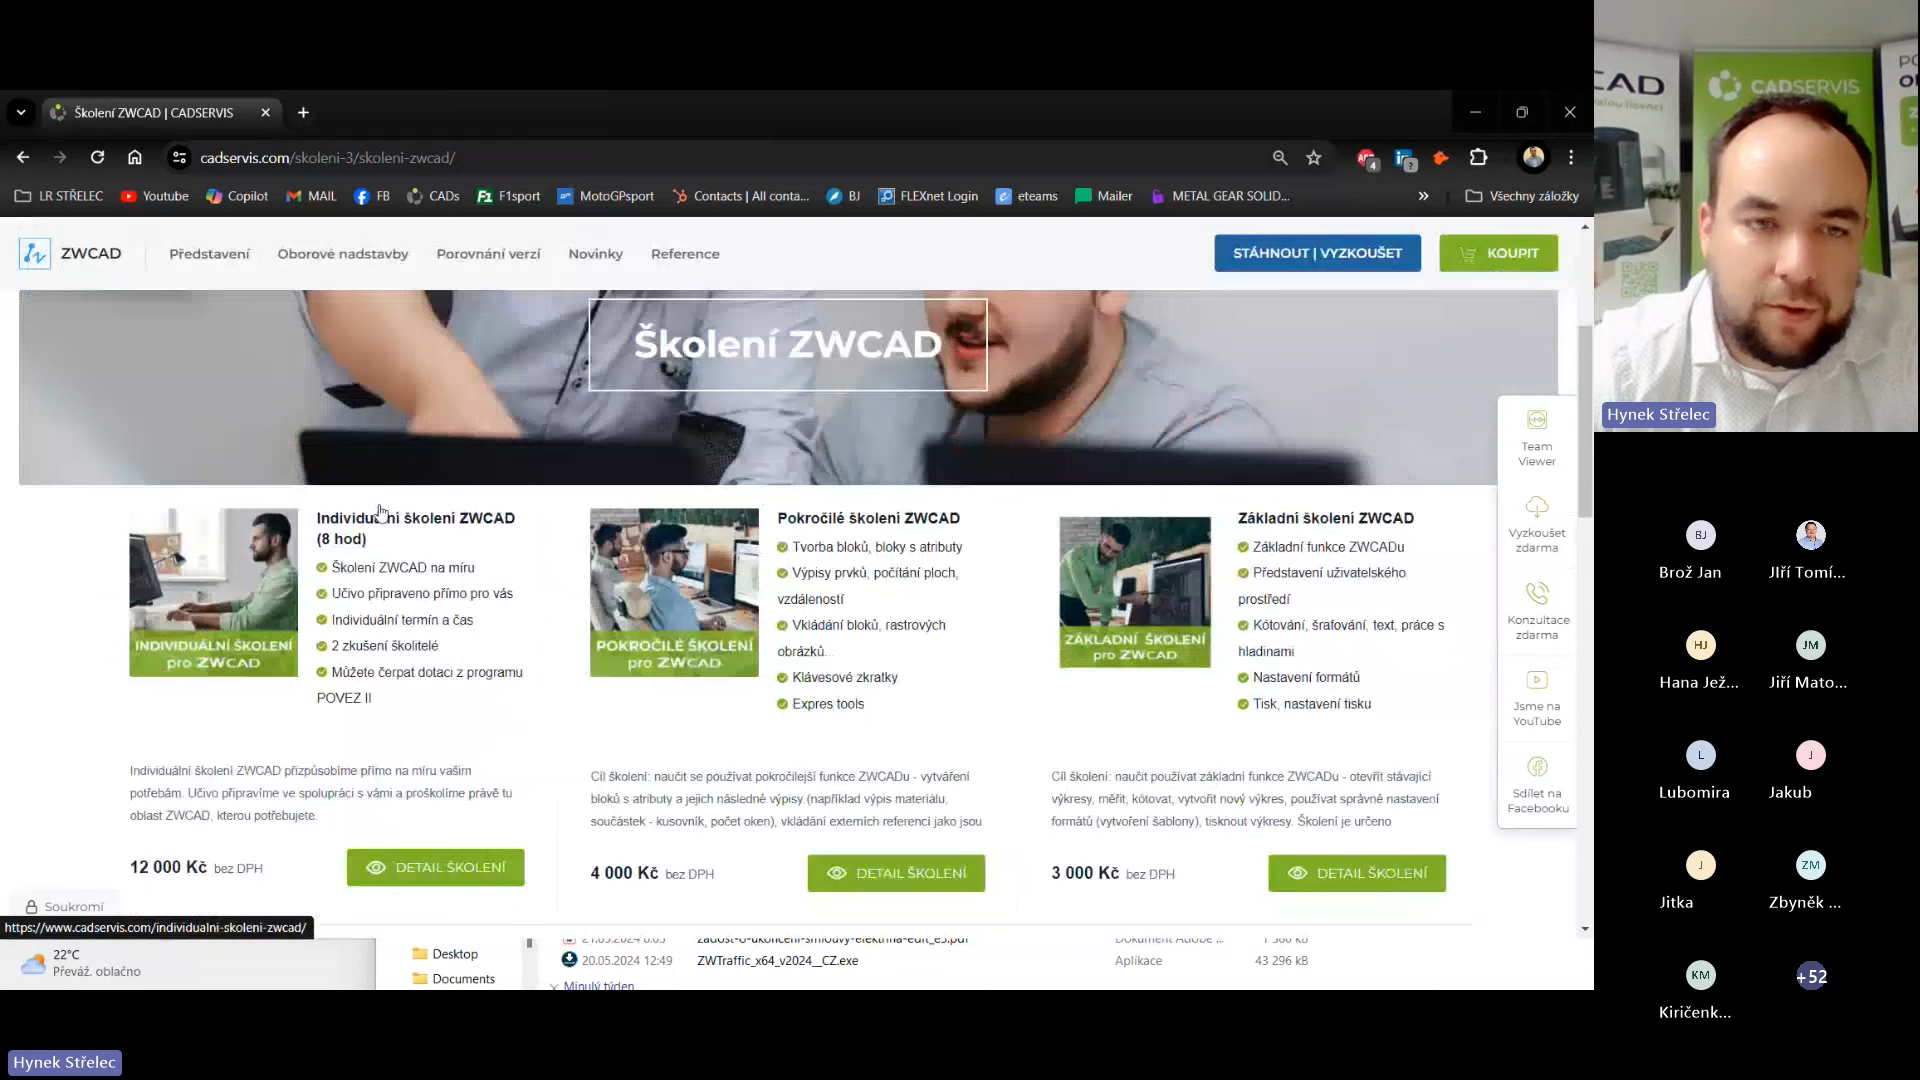 Školení ZWCAD | CADSERVIS
cadservis.com/skoleni-3/skoleni-zwcad/
LR STŘELEC
Youtube
Copilot
MAIL
FB
CADs
F1sport
MotoGPsport
Contacts | All conta...
BJ
FLEXnet Login
eteams
Mailer
METAL GEAR SOLID...
Všechny záložky
ZWCAD
Představení
Oborové nadstavby
Porovnání verzí
Novinky
Reference
STÁHNOUT | VYZKOUŠET
KOUPIT
Školení ZWCAD
INDIVIDUÁLNÍ ŠKOLENÍ
pro ZWCAD
Individuální školení ZWCAD
(8 hod)
Školení ZWCAD na míru
Učivo připraveno přímo pro vás
Individuální termín a čas
2 zkušení školitelé
Můžete čerpat dotaci z programu
POVEZ II
Individuální školení ZWCAD přizpůsobíme přímo na míru vašim
potřebám. Učivo připravíme ve spolupráci s vámi a proškolíme právě tu
oblast ZWCAD, kterou potřebujete.
12 000 Kč bez DPH
DETAIL ŠKOLENÍ
POKROČILÉ ŠKOLENÍ
pro ZWCAD
Pokročilé školení ZWCAD
Tvorba bloků, bloky s atributy
Výpisy prvků, počítání ploch,
vzdáleností
Vkládání bloků, rastrových
obrázků...
Klávesové zkratky
Expres tools
Cíl školení: naučit se používat pokročilejší funkce ZWCADu - vytváření
bloků s atributy a jejich následné výpisy (například výpis materiálu,
součástek - kusovník, počet oken), vkládání externích referencí jako jsou
4 000 Kč bez DPH
DETAIL ŠKOLENÍ
ZÁKLADNÍ ŠKOLENÍ
pro ZWCAD
Základní školení ZWCAD
Základní funkce ZWCADu
Představení uživatelského
prostředí
Kótování, šrafování, text, práce s
hladinami
Nastavení formátů
Tisk, nastavení tisku
Cíl školení: naučit používat základní funkce ZWCADu - otevřít stávající
výkresy, měřit, kótovat, vytvořit nový výkres, používat správné nastavení
formátů (vytvoření šablony), tisknout výkresy. Školení je určeno
3 000 Kč bez DPH
DETAIL ŠKOLENÍ
Team
Viewer
Vyzkoušet
zdarma
Konzultace
zdarma
Jsme na
YouTube
Sdílet na
Facebooku
Soukromí
https://www.cadservis.com/individualni-skoleni-zwcad/
22°C
Převáž. oblačno
Desktop
Documents
21.05.2024 8:05
20.05.2024 12:49
ZWTraffic_x64_v2024__CZ.exe
Aplikace
43 296 kB
Minulý týden
CAD
CADSERVIS
Hynek Střelec
BJ
Brož Jan
JIří Tomí...
HJ
Hana Jež...
JM
Jiří Mato...
L
Lubomira
J
Jakub
J
Jitka
ZM
Zbyněk ...
KM
Kiričenk...
+52
Hynek Střelec